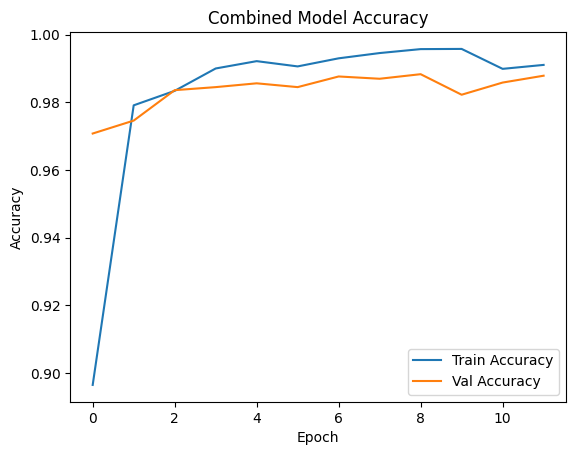 Combined Model Accuracy
1.00
0.98
0.96
0.94
0.92
0.90
Accuracy
0 2 4 6 8 10
Epoch
Train Accuracy
Val Accuracy